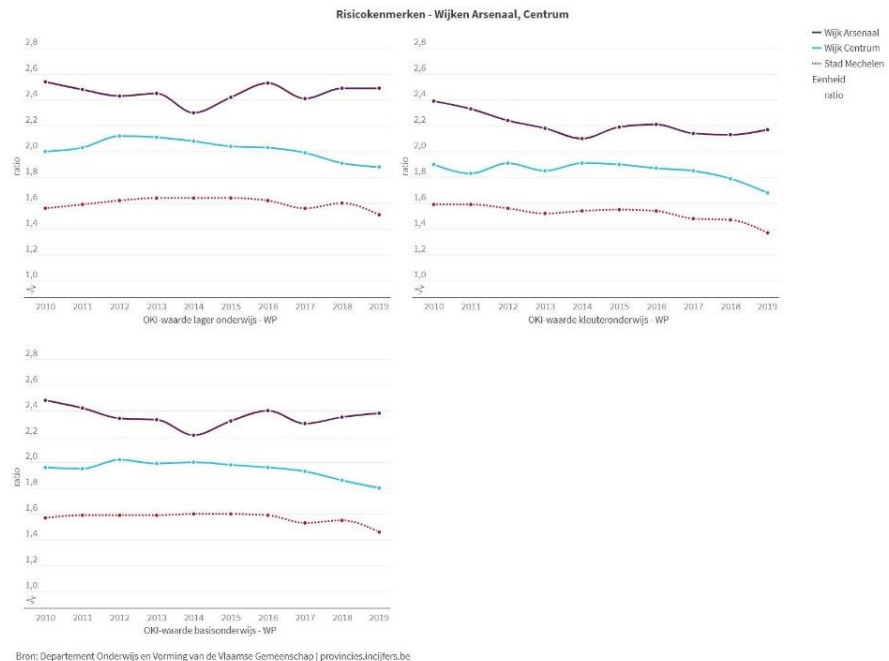 Risicokenmerken - Wijken Arsenaal, Centrum
Wijk Arsenaal
Wijk Centrum
Stad Mechelen
Eenheid
ratio
2,8
2,6
2,4
2,2
2,0
1,8
1,6
1,4
1,2
1,0
ratio
2010 2011 2012 2013 2014 2015 2016 2017 2018 2019
OKI-waarde lager onderwijs - WP
2,8
2,6
2,4
2,2
2,0
1,8
1,6
1,4
1,2
1,0
ratio
2010 2011 2012 2013 2014 2015 2016 2017 2018 2019
OKI-waarde kleuteronderwijs - WP
2,8
2,6
2,4
2,2
2,0
1,8
1,6
1,4
1,2
1,0
ratio
2010 2011 2012 2013 2014 2015 2016 2017 2018 2019
OKI-waarde basisonderwijs - WP
Bron: Departement Onderwijs en Vorming van de Vlaamse Gemeenschap | provincies.incijfers.be